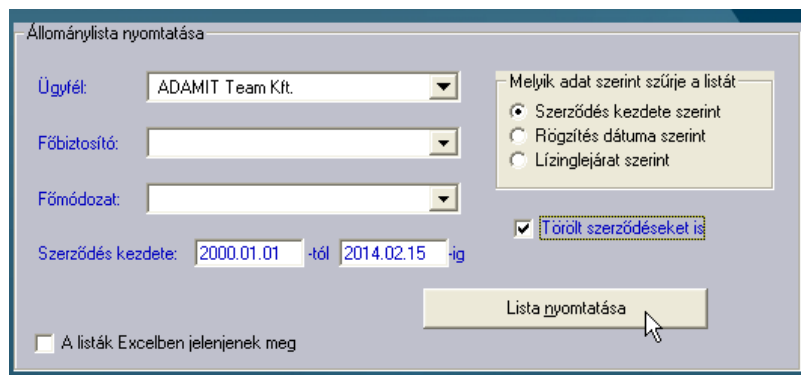 Állománylista nyomtatása
Ügyfél: ADAMIT Team Kft.
Főbiztosító:
Főmódozat:
Szerződés kezdete: 2000.01.01 -tól 2014.02.15 -ig
A listák Excelben jelenjenek meg
Melyik adat szerint szűrje a listát
Szerződés kezdete szerint
Rögzítés dátuma szerint
Lízinglejárat szerint
Törölt szerződéseket is
Lista nyomtatása